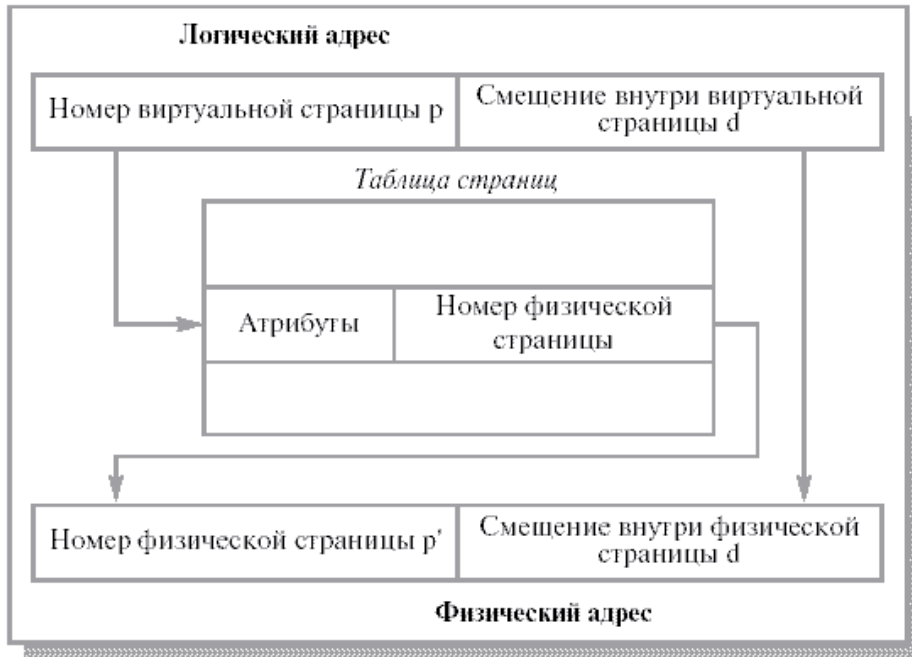 Логический адрес
Номер виртуальной страницы p
Смещение внутри виртуальной
страницы d
Таблица страниц
Атрибуты
Номер физической
страницы
Номер физической страницы p'
Смещение внутри физической
страницы d
Физический адрес